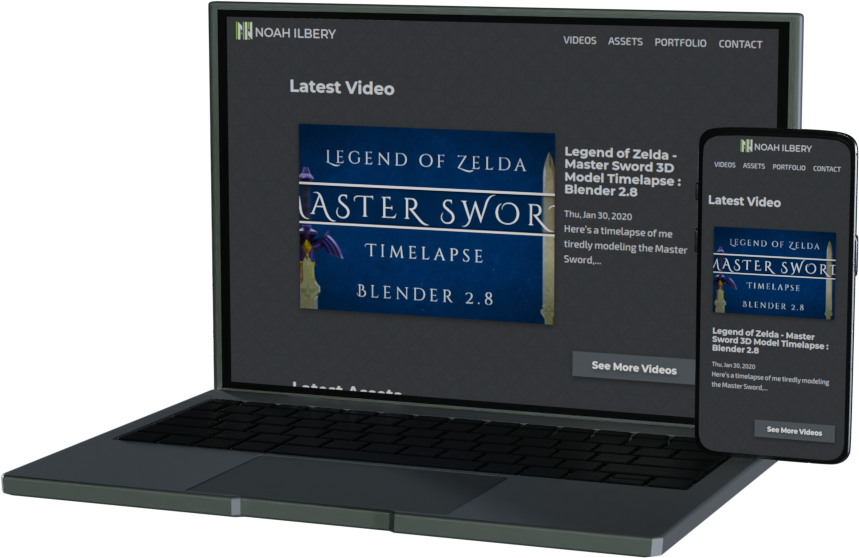 NOAH ILBERY
VIDEOS ASSETS PORTFOLIO CONTACT
Latest Video
LEGEND OF ZELDA
MASTER SWORD
TIMELAPSE
BLENDER 2.8
Legend of Zelda -
Master Sword 3D
Model Timelapse :
Blender 2.8
Thu, Jan 30, 2020
Here's a timelapse of me
tiredly modeling the Master
Sword,...
See More Videos
Latest Assets
NOAH ILBERY
VIDEOS ASSETS PORTFOLIO CONTACT
Latest Video
LEGEND OF ZELDA
MASTER SWORD
TIMELAPSE
BLENDER 2.8
Legend of Zelda - Master
Sword 3D Model Timelapse :
Blender 2.8
Thu, Jan 30, 2020
Here's a timelapse of me tiredly modeling
the Master Sword,...
See More Videos